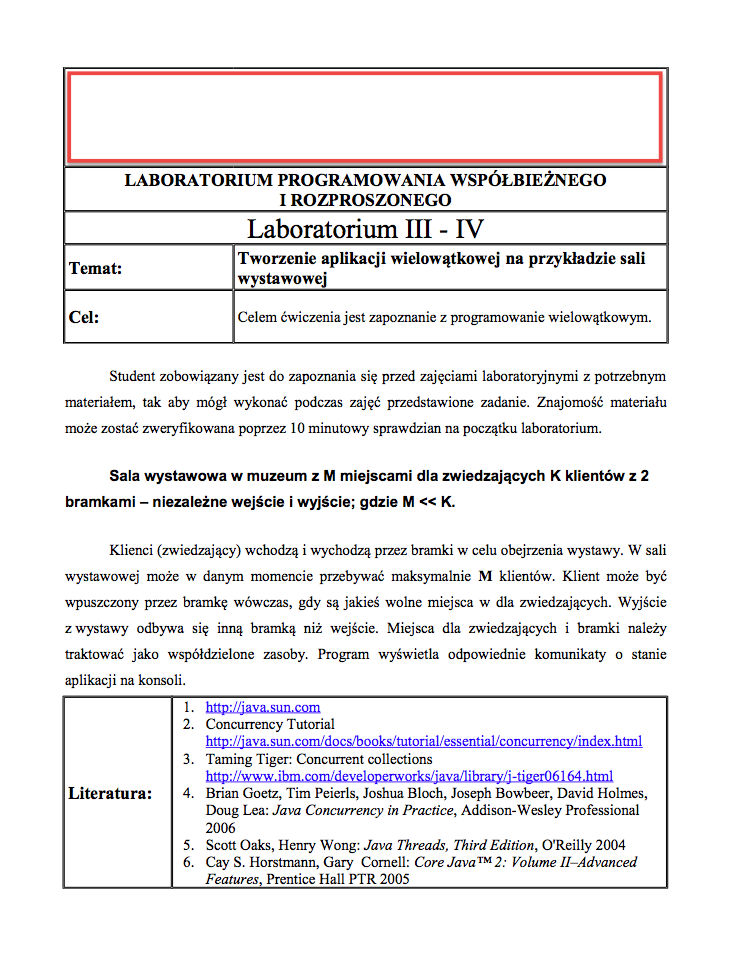 LABORATORIUM PROGRAMOWANIA WSPÓŁBIEŻNEGO
I ROZPROSZONEGO
Laboratorium III - IV
Temat:
Tworzenie aplikacji wielowątkowej na przykładzie sali
wystawowej
Cel:
Celem ćwiczenia jest zapoznanie z programowanie wielowątkowym.
Student zobowiązany jest do zapoznania się przed zajęciami laboratoryjnymi z potrzebnym
materiałem, tak aby mógł wykonać podczas zajęć przedstawione zadanie. Znajomość materiału
może zostać zweryfikowana poprzez 10 minutowy sprawdzian na początku laboratorium.
Sala wystawowa w muzeum z M miejscami dla zwiedzających K klientów z 2
bramkami – niezależne wejście i wyjście; gdzie M << K.
Klienci (zwiedzający) wchodzą i wychodzą przez bramki w celu obejrzenia wystawy. W sali
wystawowej może w danym momencie przebywać maksymalnie M klientów. Klient może być
wpuszczony przez bramkę wówczas, gdy są jakieś wolne miejsca w dla zwiedzających. Wyjście
z wystawy odbywa się inną bramką niż wejście. Miejsca dla zwiedzających i bramki należy
traktować jako współdzielone zasoby. Program wyświetla odpowiednie komunikaty o stanie
aplikacji na konsoli.
Literatura:
1. http://java.sun.com
2. Concurrency Tutorial
http://java.sun.com/docs/books/tutorial/essential/concurrency/index.html
3. Taming Tiger: Concurrent collections
http://www.ibm.com/developerworks/java/library/j-tiger06164.html
4. Brian Goetz, Tim Peierls, Joshua Bloch, Joseph Bowbeer, David Holmes,
Doug Lea: Java Concurrency in Practice, Addison-Wesley Professional
2006
5. Scott Oaks, Henry Wong: Java Threads, Third Edition, O'Reilly 2004
6. Cay S. Horstmann, Gary Cornell: Core Java™ 2: Volume II–Advanced
Features, Prentice Hall PTR 2005